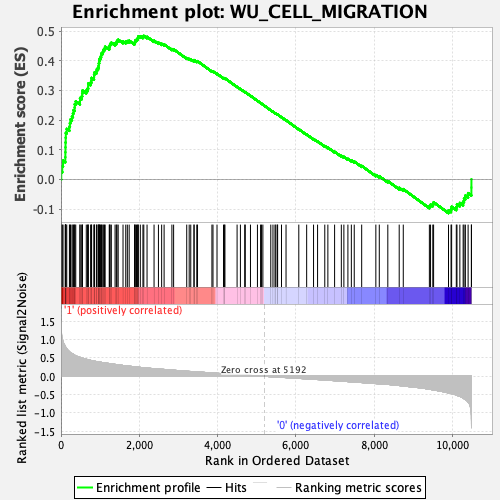 Enrichment plot: WU_CELL_MIGRATION
Enrichment score (ES)
0.5
0.4
0.3
0.2
0.1
0.0
-0.1
'1' (positively correlated)
Ranked list metric (Signal2Noise)
1.5
1.0
0.5
0.0
-0.5
-1.0
-1.5
Zero cross at 5192
'0' (negatively correlated)
0
2,000
4,000
6,000
8,000
10,000
Rank in Ordered Dataset
Enrichment profile
Hits
Ranking metric scores